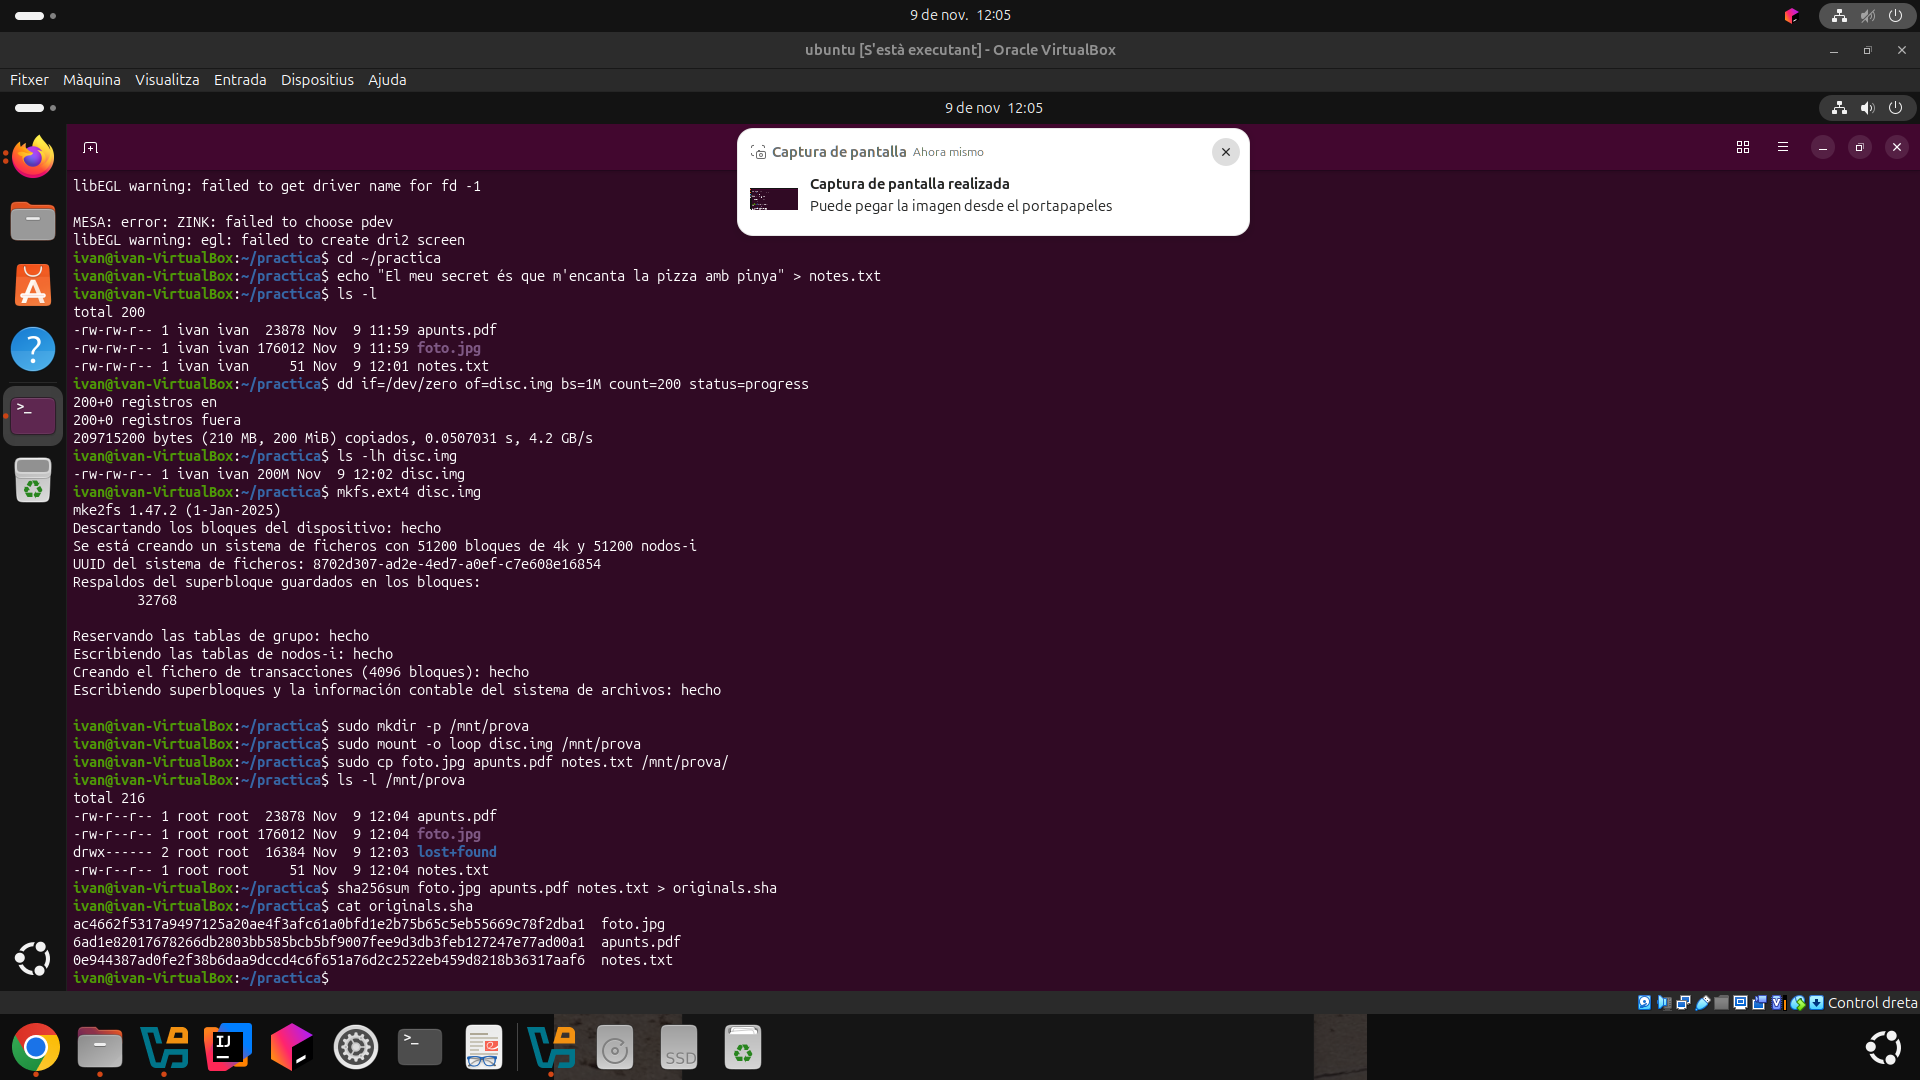 9 de nov. 12:05
ubuntu [S'està executant] - Oracle VirtualBox
Fitxer Màquina Visualitza Entrada Dispositius Ajuda
9 de nov 12:05
Captura de pantalla Ahora mismo
Captura de pantalla realizada
Puede pegar la imagen desde el portapapeles
libEGL warning: failed to get driver name for fd -1
MESA: error: ZINK: failed to choose pdev
libEGL warning: egl: failed to create dri2 screen
ivan@ivan-VirtualBox:~/practica$ cd ~/practica
ivan@ivan-VirtualBox:~/practica$ echo "El meu secret és que m'encanta la pizza amb pinya" > notes.txt
ivan@ivan-VirtualBox:~/practica$ ls -l
total 200
-rw-rw-r-- 1 ivan ivan  23878 Nov  9 11:59 apunts.pdf
-rw-rw-r-- 1 ivan ivan 176012 Nov  9 11:59 foto.jpg
-rw-rw-r-- 1 ivan ivan     51 Nov  9 12:01 notes.txt
ivan@ivan-VirtualBox:~/practica$ dd if=/dev/zero of=disc.img bs=1M count=200 status=progress
200+0 registros en
200+0 registros fuera
209715200 bytes (210 MB, 200 MiB) copiados, 0.0507031 s, 4.2 GB/s
ivan@ivan-VirtualBox:~/practica$ ls -lh disc.img
-rw-rw-r-- 1 ivan ivan 200M Nov  9 12:02 disc.img
ivan@ivan-VirtualBox:~/practica$ mkfs.ext4 disc.img
mke2fs 1.47.2 (1-Jan-2025)
Descartando los bloques del dispositivo: hecho
Se está creando un sistema de ficheros con 51200 bloques de 4k y 51200 nodos-i
UUID del sistema de ficheros: 8702d307-ad2e-4ed7-a0ef-c7e608e16854
Respaldos del superbloque guardados en los bloques:
32768
Reservando las tablas de grupo: hecho
Escribiendo las tablas de nodos-i: hecho
Creando el fichero de transacciones (4096 bloques): hecho
Escribiendo superbloques y la información contable del sistema de archivos: hecho
ivan@ivan-VirtualBox:~/practica$ sudo mkdir -p /mnt/prova
ivan@ivan-VirtualBox:~/practica$ sudo mount -o loop disc.img /mnt/prova
ivan@ivan-VirtualBox:~/practica$ sudo cp foto.jpg apunts.pdf notes.txt /mnt/prova/
ivan@ivan-VirtualBox:~/practica$ ls -l /mnt/prova
total 216
-rw-r--r-- 1 root root  23878 Nov  9 12:04 apunts.pdf
-rw-r--r-- 1 root root 176012 Nov  9 12:04 foto.jpg
drwx------ 2 root root  16384 Nov  9 12:03 lost+found
-rw-r--r-- 1 root root     51 Nov  9 12:04 notes.txt
ivan@ivan-VirtualBox:~/practica$ sha256sum foto.jpg apunts.pdf notes.txt > originals.sha
ivan@ivan-VirtualBox:~/practica$ cat originals.sha
ac4662f5317a9497125a20ae4f3afc61a0bfd1e2b75b65c5eb55669c78f2dba1  foto.jpg
6ad1e82017678266db2803bb585bcb5bf9007fee9d3db3feb127247e77ad00a1  apunts.pdf
0e944387ad0fe2f38b6daa9dccd4c6f651a76d2c2522eb459d8218b36317aaf6  notes.txt
ivan@ivan-VirtualBox:~/practica$
Control dreta
IJ
SSD